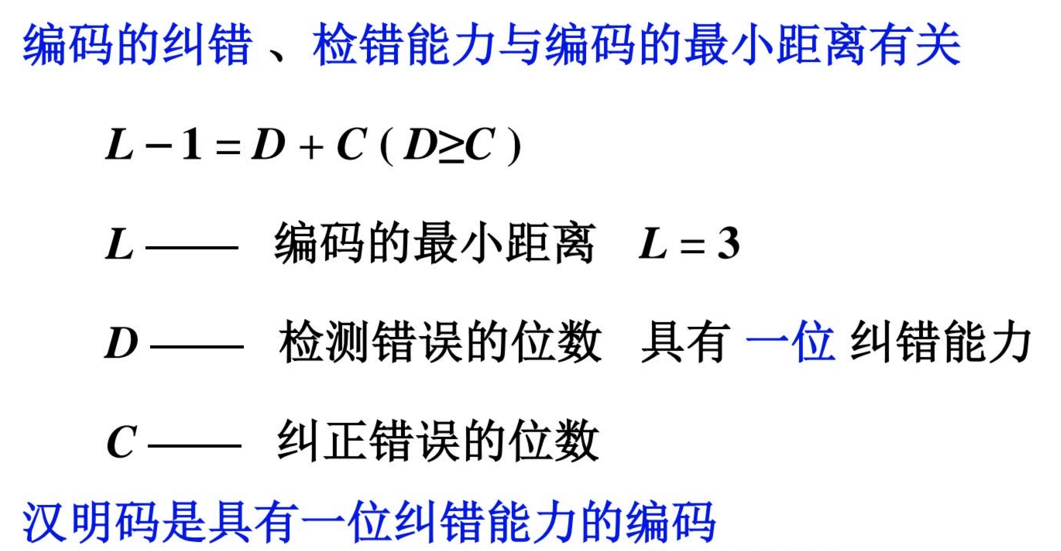 编码的纠错 、检错能力与编码的最小距离有关
L − 1 = D + C ( D≥C )
L —— 编码的最小距离 L = 3
D —— 检测错误的位数 具有 一位 纠错能力
C —— 纠正错误的位数
汉明码是具有一位纠错能力的编码